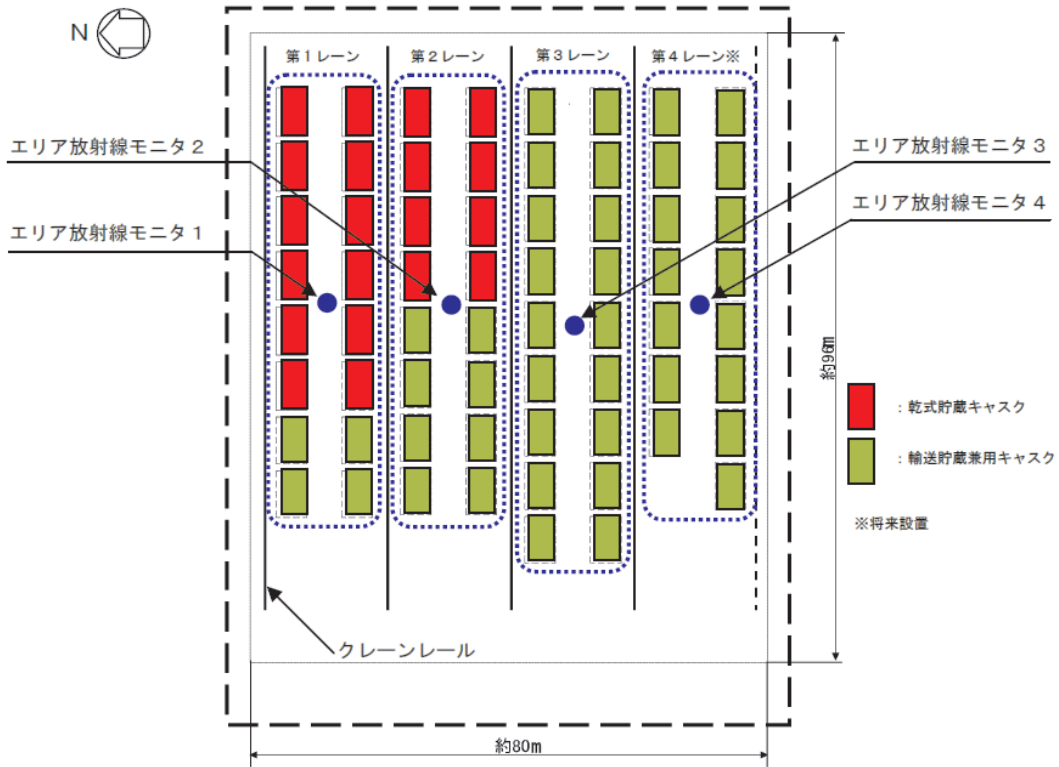 N
第1レーン
第2レーン
第3レーン
第4レーン※
エリア放射線モニタ2
エリア放射線モニタ1
エリア放射線モニタ3
エリア放射線モニタ4
約96m
：乾式貯蔵キャスク
：輸送貯蔵兼用キャスク
※将来設置
クレーンレール
約80m